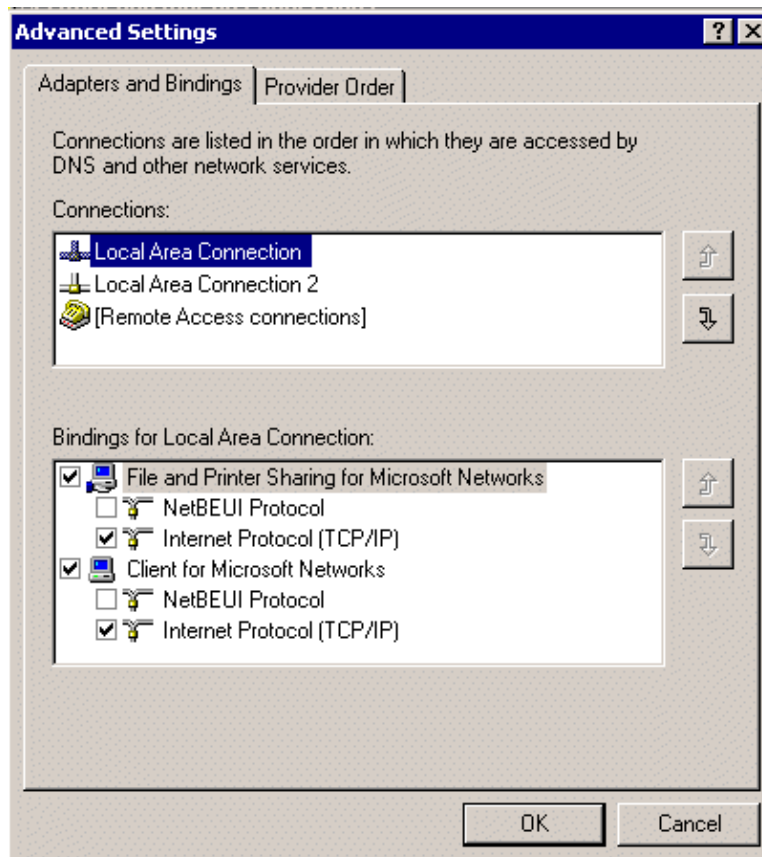 Advanced Settings
Adapters and Bindings
Provider Order
Connections are listed in the order in which they are accessed by
DNS and other network services.
Connections:
Local Area Connection
Local Area Connection 2
[Remote Access connections]
Bindings for Local Area Connection:
File and Printer Sharing for Microsoft Networks
NetBEUI Protocol
Internet Protocol (TCP/IP)
Client for Microsoft Networks
NetBEUI Protocol
Internet Protocol (TCP/IP)
OK
Cancel